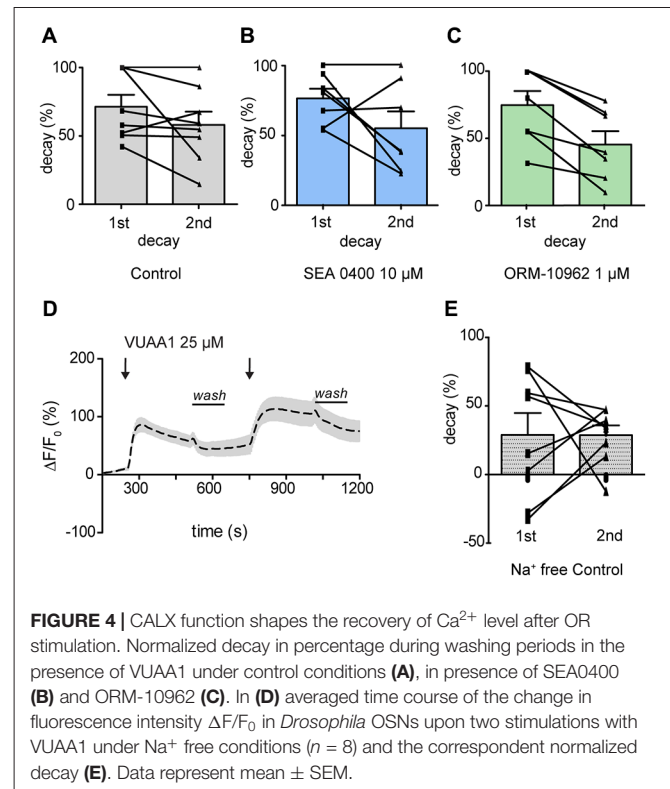 A
B
C
100
50
0
decay (%)
1st
2nd
decay
Control
100
50
0
decay (%)
1st
2nd
decay
SEA 0400 10 µM
100
50
0
decay (%)
1st
2nd
decay
ORM-10962 1 µM
D
VUAA1 25 µM
wash
wash
200
100
0
-100
ΔF/F0 (%)
300
600
900
1200
time (s)
E
100
50
0
-50
decay (%)
1st
2nd
Na+ free Control
FIGURE 4 | CALX function shapes the recovery of Ca2+ level after OR
stimulation. Normalized decay in percentage during washing periods in the
presence of VUAA1 under control conditions (A), in presence of SEA0400
(B) and ORM-10962 (C). In (D) averaged time course of the change in
fluorescence intensity ΔF/F0 in Drosophila OSNs upon two stimulations with
VUAA1 under Na+ free conditions (n = 8) and the correspondent normalized
decay (E). Data represent mean ± SEM.